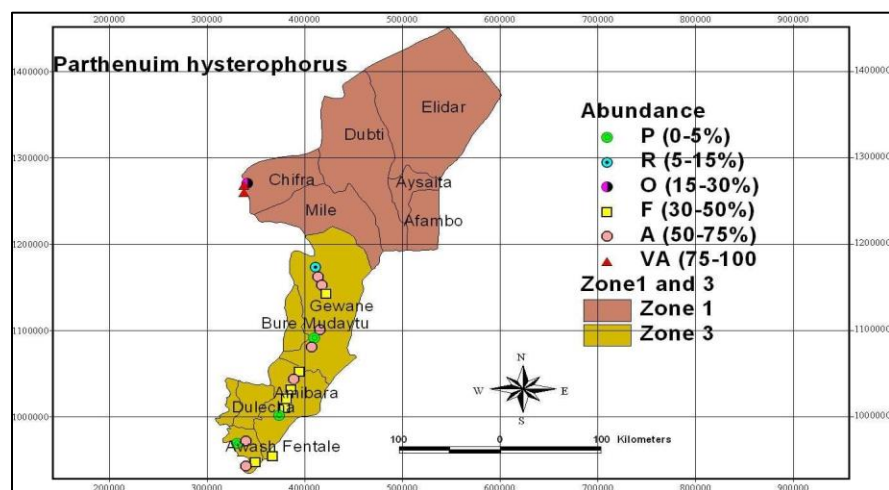 200000 300000 400000 500000 600000 700000 800000 900000
Parthenuim hysterophorus
1400000 1400000
Elidar
Abundance
Dubti
P (0-5%)
1300000 1300000
R (5-15%)
Chifra
Aysaita
O (15-30%)
Mile
Afambo
F (30-50%)
1200000 1200000
A (50-75%)
VA (75-100
Zone1 and 3
Gewane
Zone 1
Bure Mudaytu
Zone 3
1100000 1100000
N
Amibara
W E
Dulecha
1000000 1000000
S
Awash Fentale
100 0 100 Kilometers
200000 300000 400000 500000 600000 700000 800000 900000